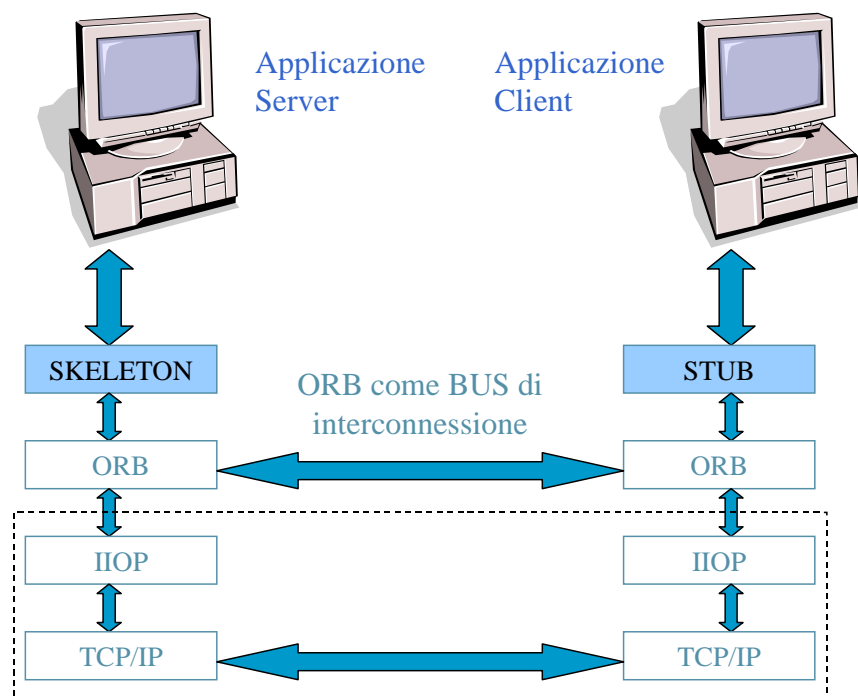 Applicazione
Server
Applicazione
Client
SKELETON
STUB
ORB come BUS di
interconnessione
ORB
ORB
IIOP
IIOP
TCP/IP
TCP/IP